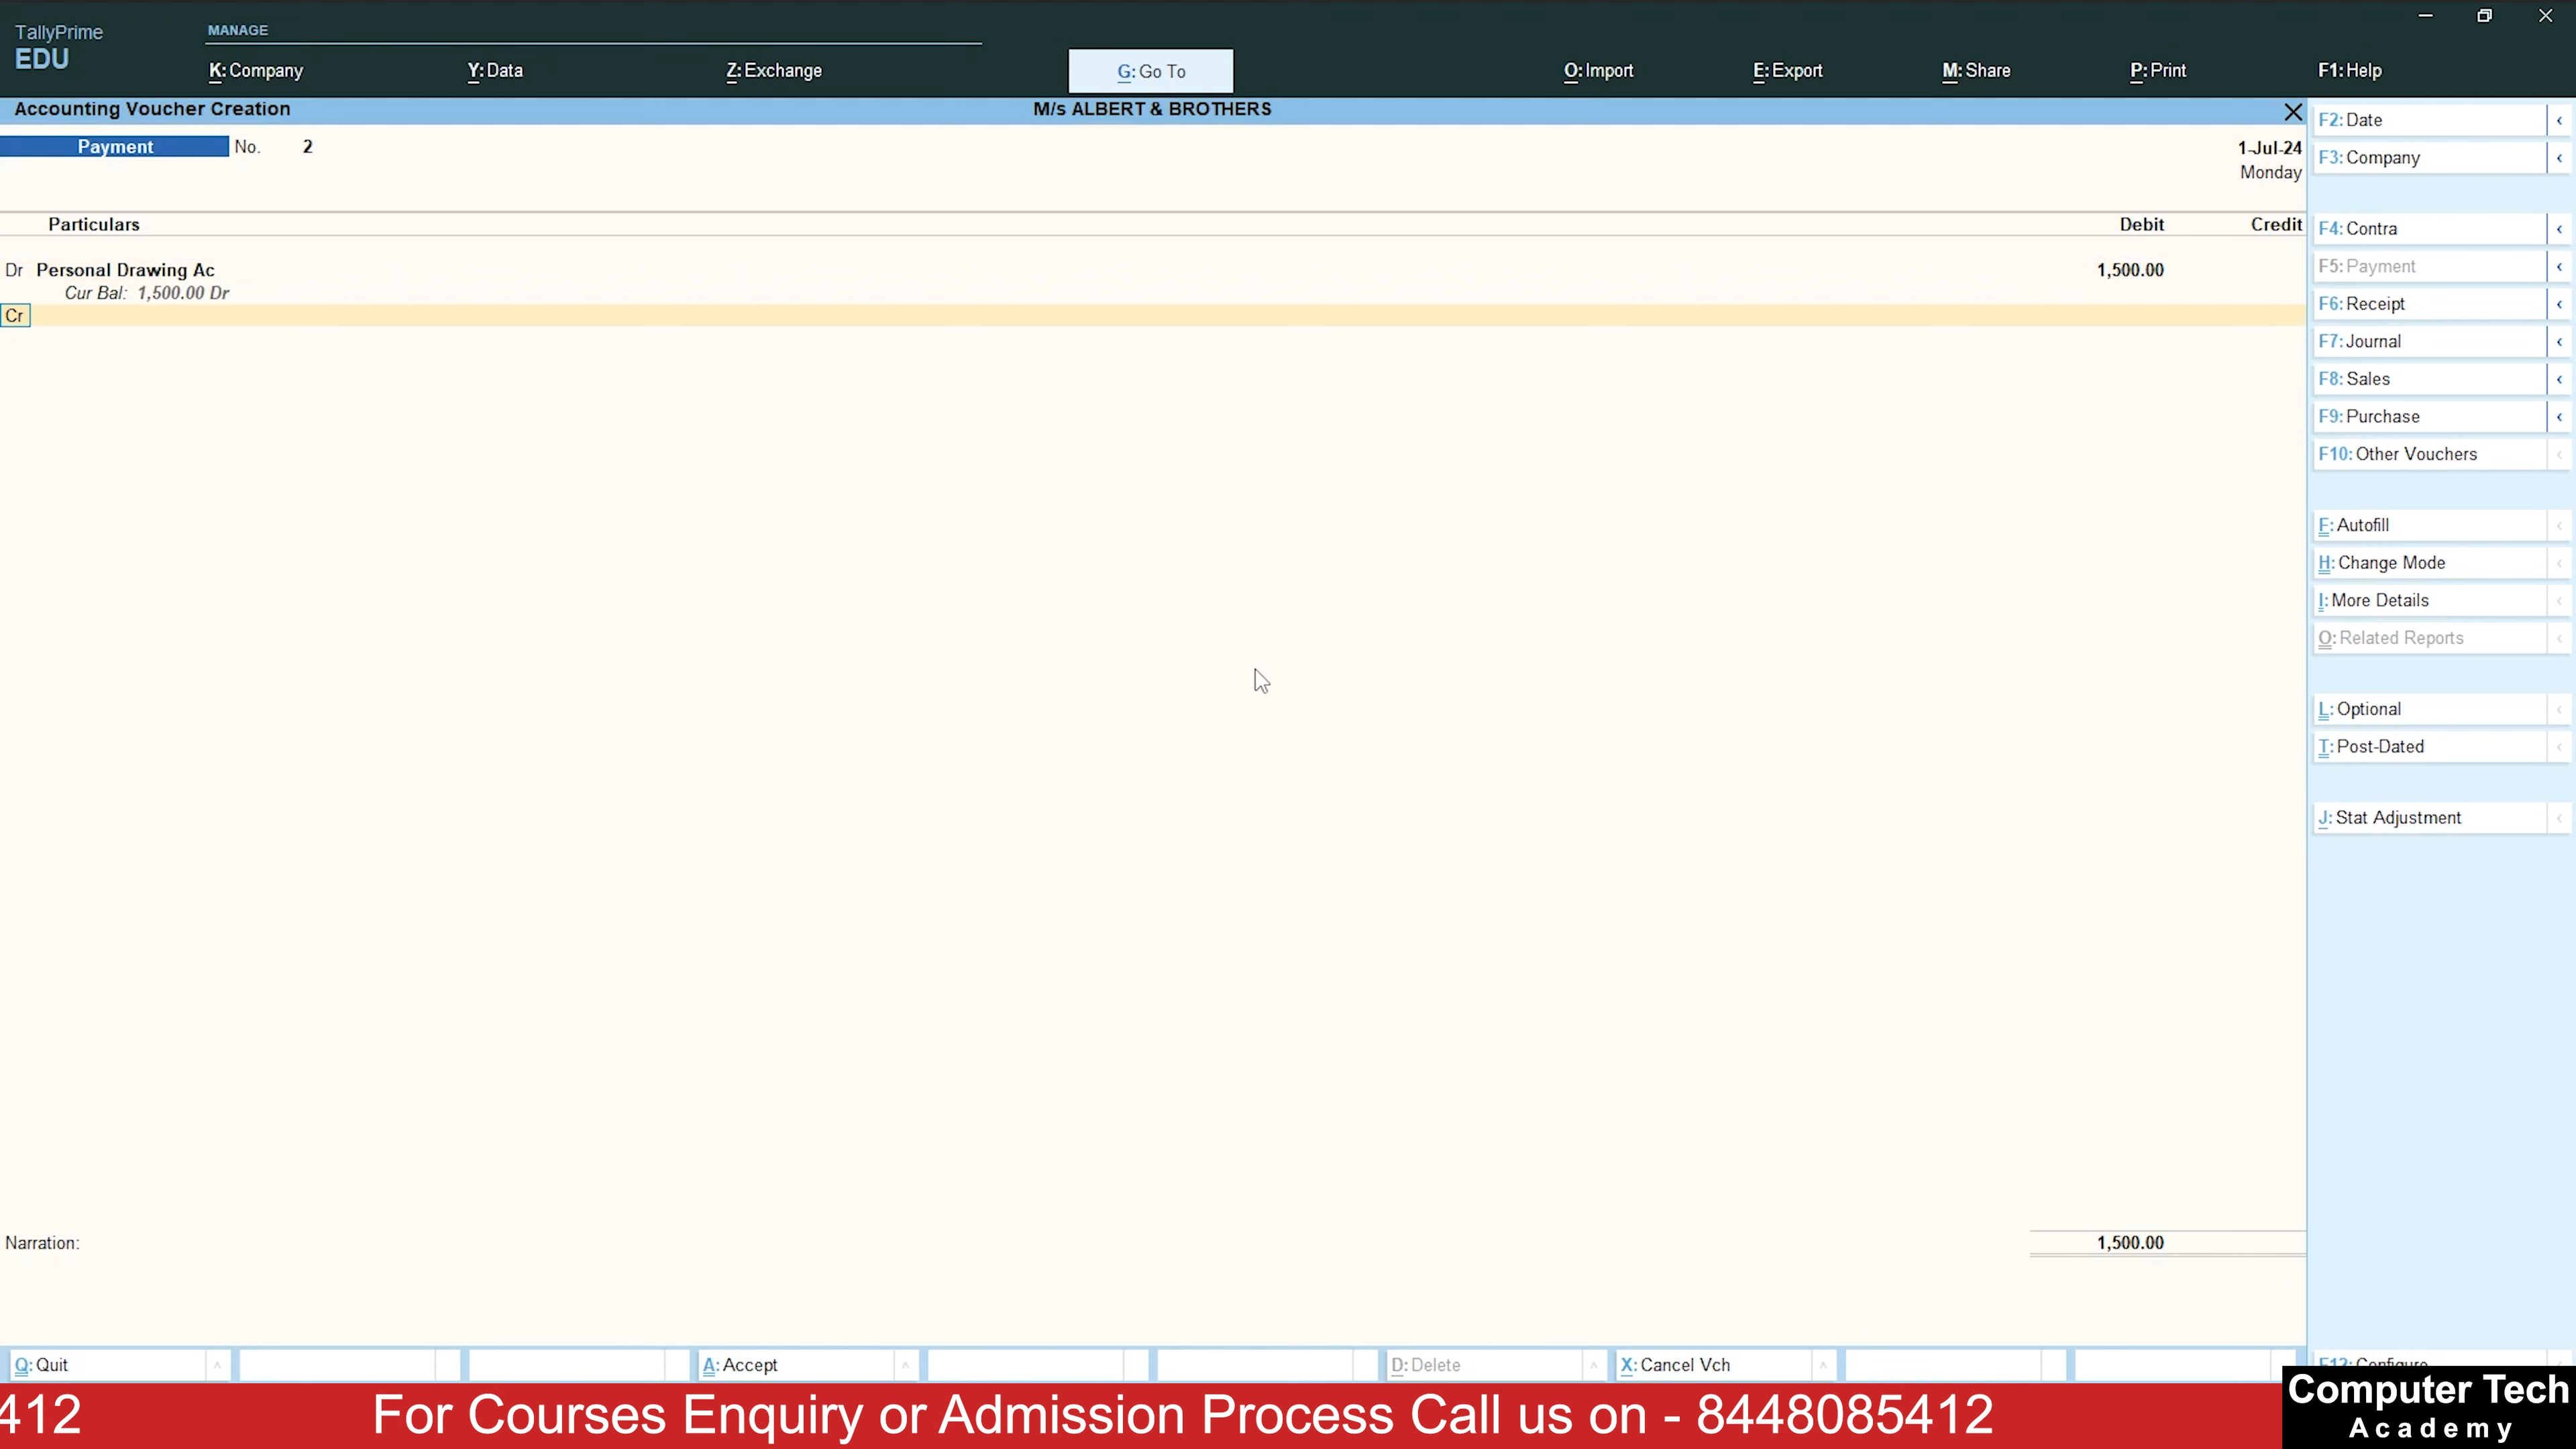 TallyPrime
EDU
MANAGE
K: Company
Y: Data
Z: Exchange
G: Go To
O: Import
E: Export
M: Share
P: Print
F1: Help
Accounting Voucher Creation
M/s ALBERT & BROTHERS
Payment No. 2
1-Jul-24
Monday
Particulars Debit Credit
Dr Personal Drawing Ac 1,500.00
Cur Bal: 1,500.00 Dr
Cr
Narration: 1,500.00
F2: Date
F3: Company
F4: Contra
F5: Payment
F6: Receipt
F7: Journal
F8: Sales
F9: Purchase
F10: Other Vouchers
F: Autofill
H: Change Mode
I: More Details
O: Related Reports
L: Optional
T: Post-Dated
J: Stat Adjustment
F12: Configure
Q: Quit
A: Accept
D: Delete
X: Cancel Vch
412 For Courses Enquiry or Admission Process Call us on - 8448085412
Computer Tech
Academy